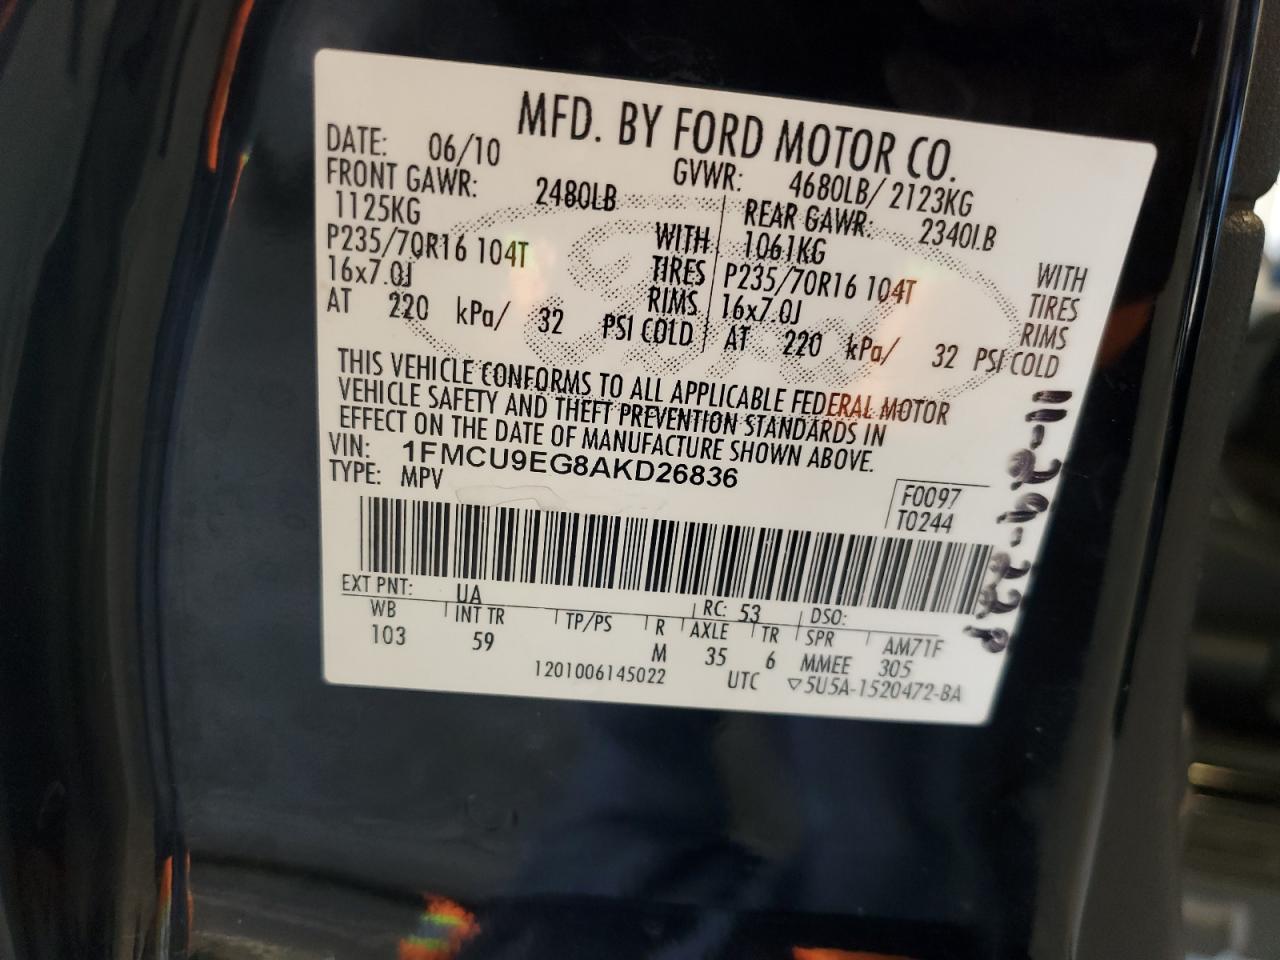 MFD. BY FORD MOTOR CO.
DATE: 06/10 GVWR: 4680LB/ 2123KG
FRONT GAWR: 2480LB REAR GAWR: 2340LB
1125KG WITH 1061KG WITH
P235/70R16 104T TIRES P235/70R16 104T TIRES
16x7.0J RIMS 16x7.0J RIMS
AT 220 kPa/ 32 PSI COLD AT 220 kPa/ 32 PSI COLD
THIS VEHICLE CONFORMS TO ALL APPLICABLE FEDERAL MOTOR
VEHICLE SAFETY AND THEFT PREVENTION STANDARDS IN
EFFECT ON THE DATE OF MANUFACTURE SHOWN ABOVE.
VIN: 1FMCU9EG8AKD26836
TYPE: MPV
F0097
T0244
EXT PNT: UA RC: 53 DSO:
WB INT TR TP/PS R AXLE TR SPR AM71F
103 59 M 35 6 MMEE 305
1201006145022 UTC ▽5U5A-1520472-BA
11-29-22P